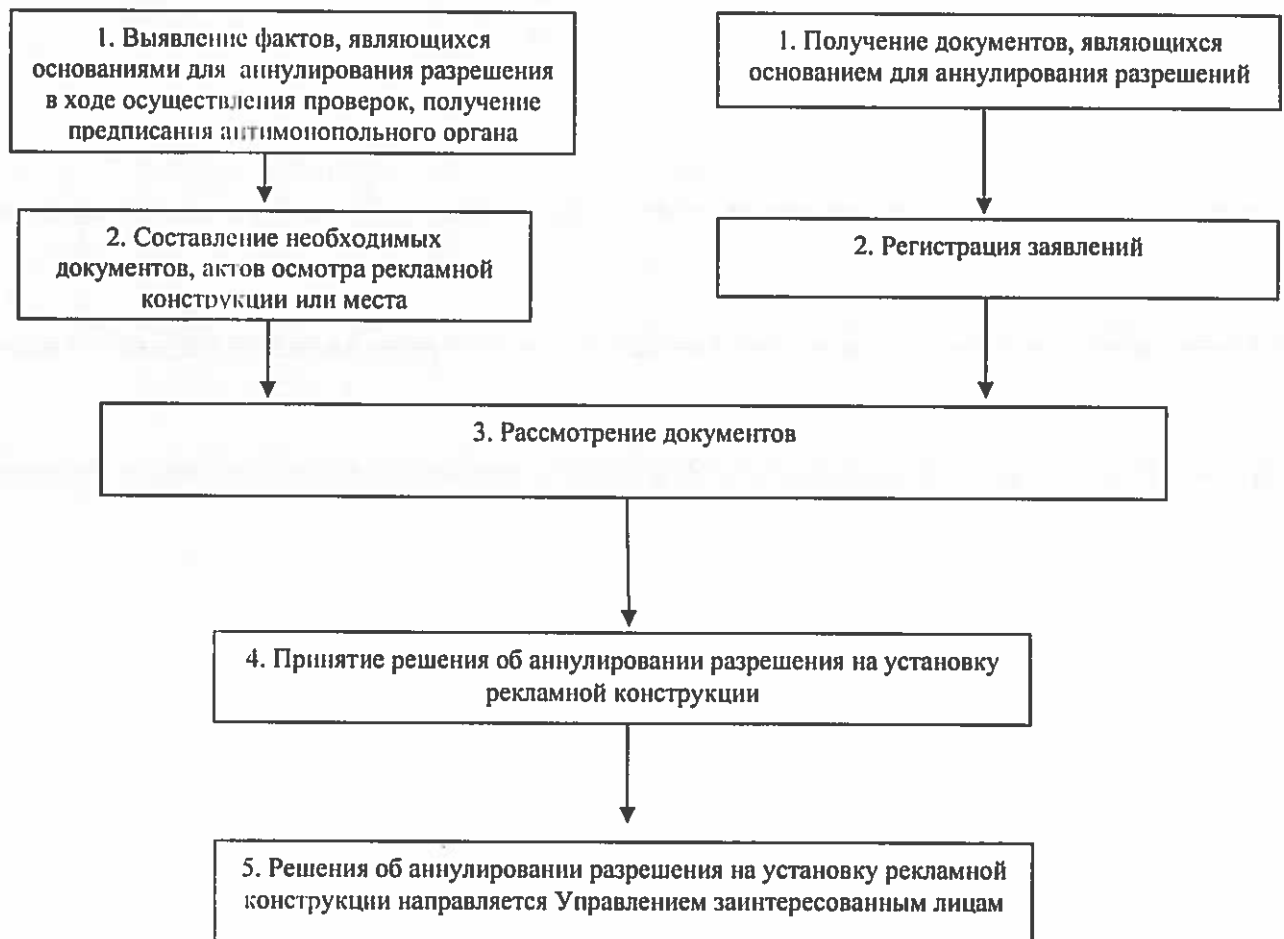 1. Выявление фактов, являющихся
основаниями для аннулирования разрешения
в ходе осуществления проверок, получение
предписания антимонопольного органа
1. Получение документов, являющихся
основанием для аннулирования разрешений
2. Составление необходимых
документов, актов осмотра рекламной
конструкции или места
2. Регистрация заявлений
3. Рассмотрение документов
4. Принятие решения об аннулировании разрешения на установку
рекламной конструкции
5. Решения об аннулировании разрешения на установку рекламной
конструкции направляется Управлением заинтересованным лицам